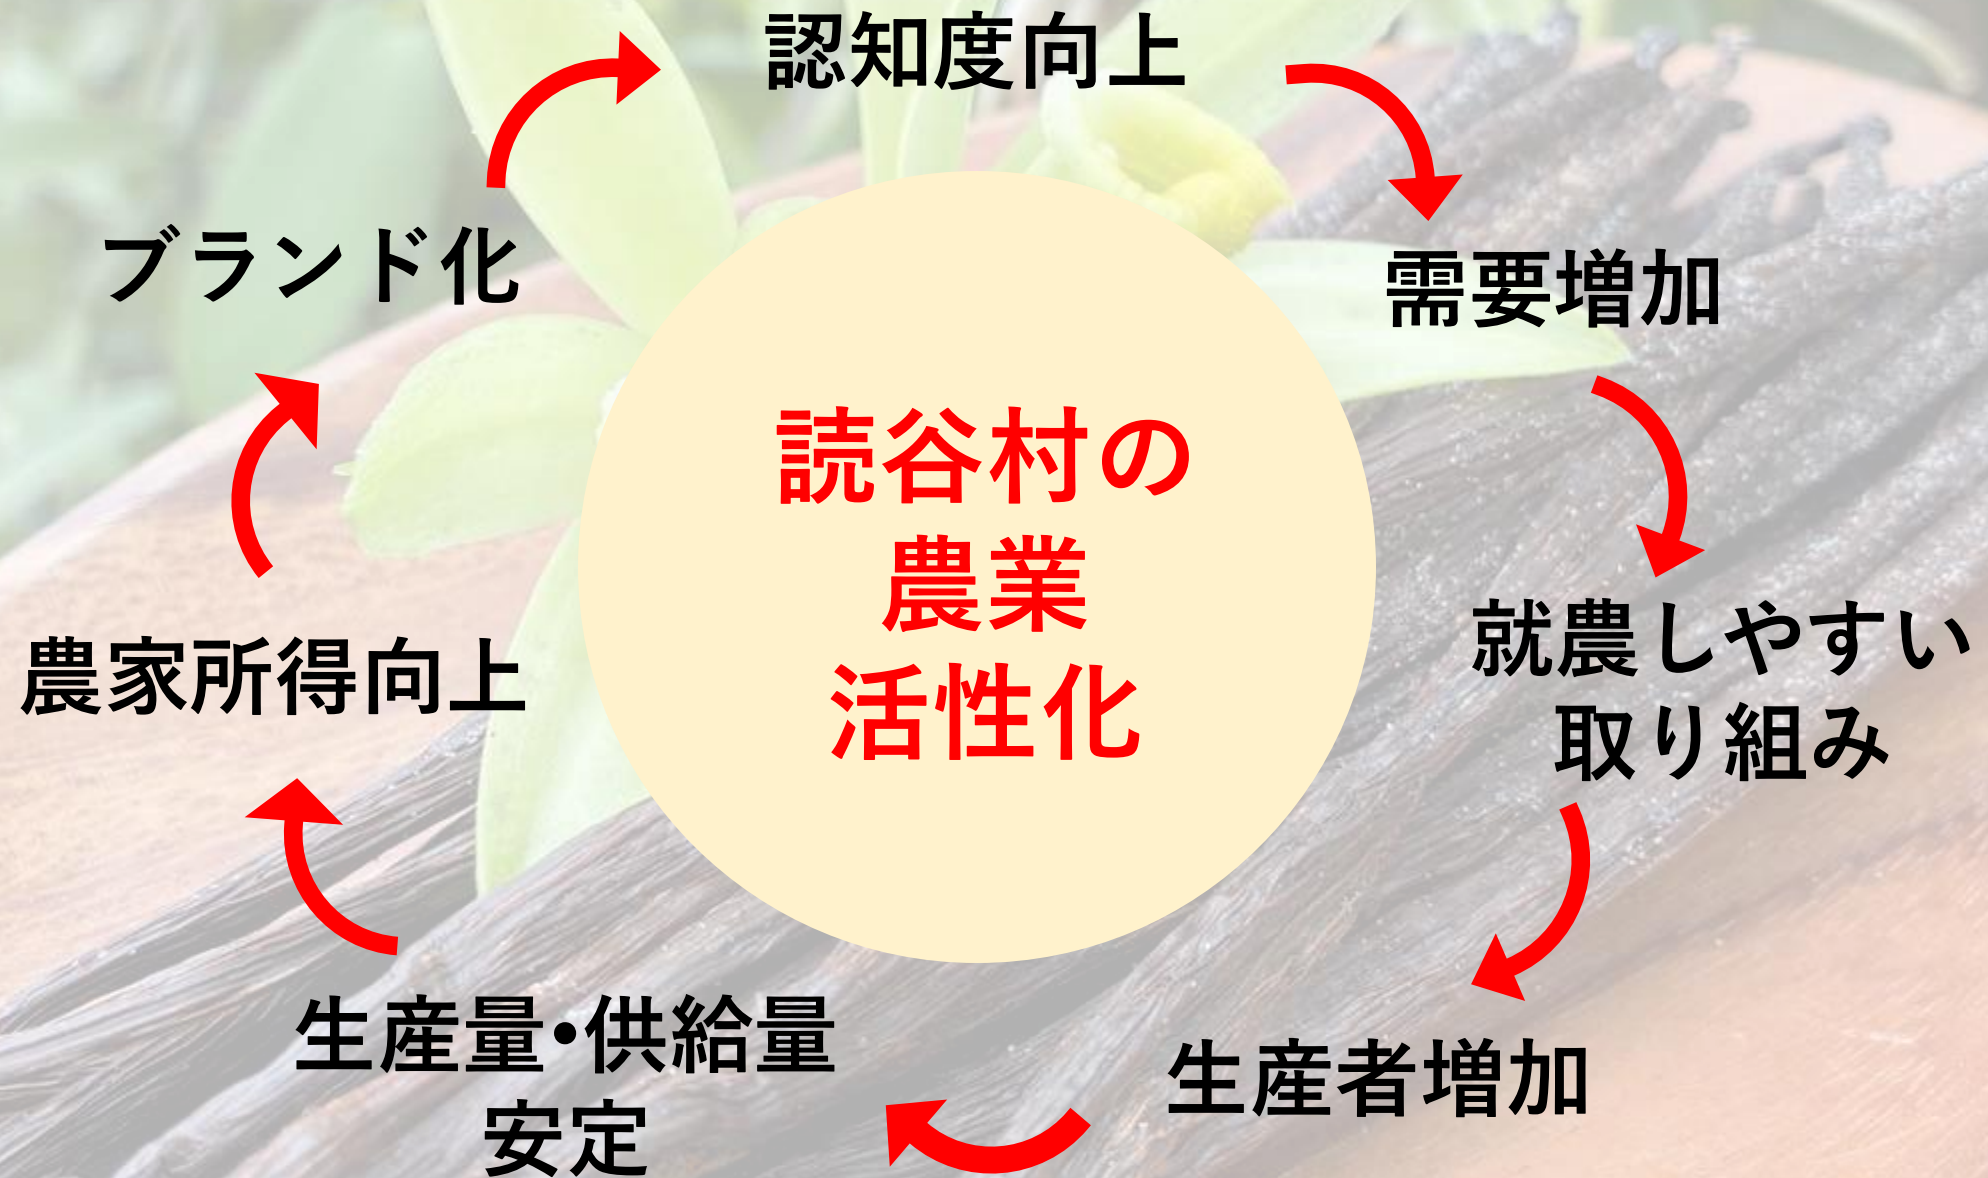 認知度向上
需要増加
就農しやすい
取り組み
生産者増加
生産量・供給量
安定
農家所得向上
ブランド化
読谷村の
農業
活性化